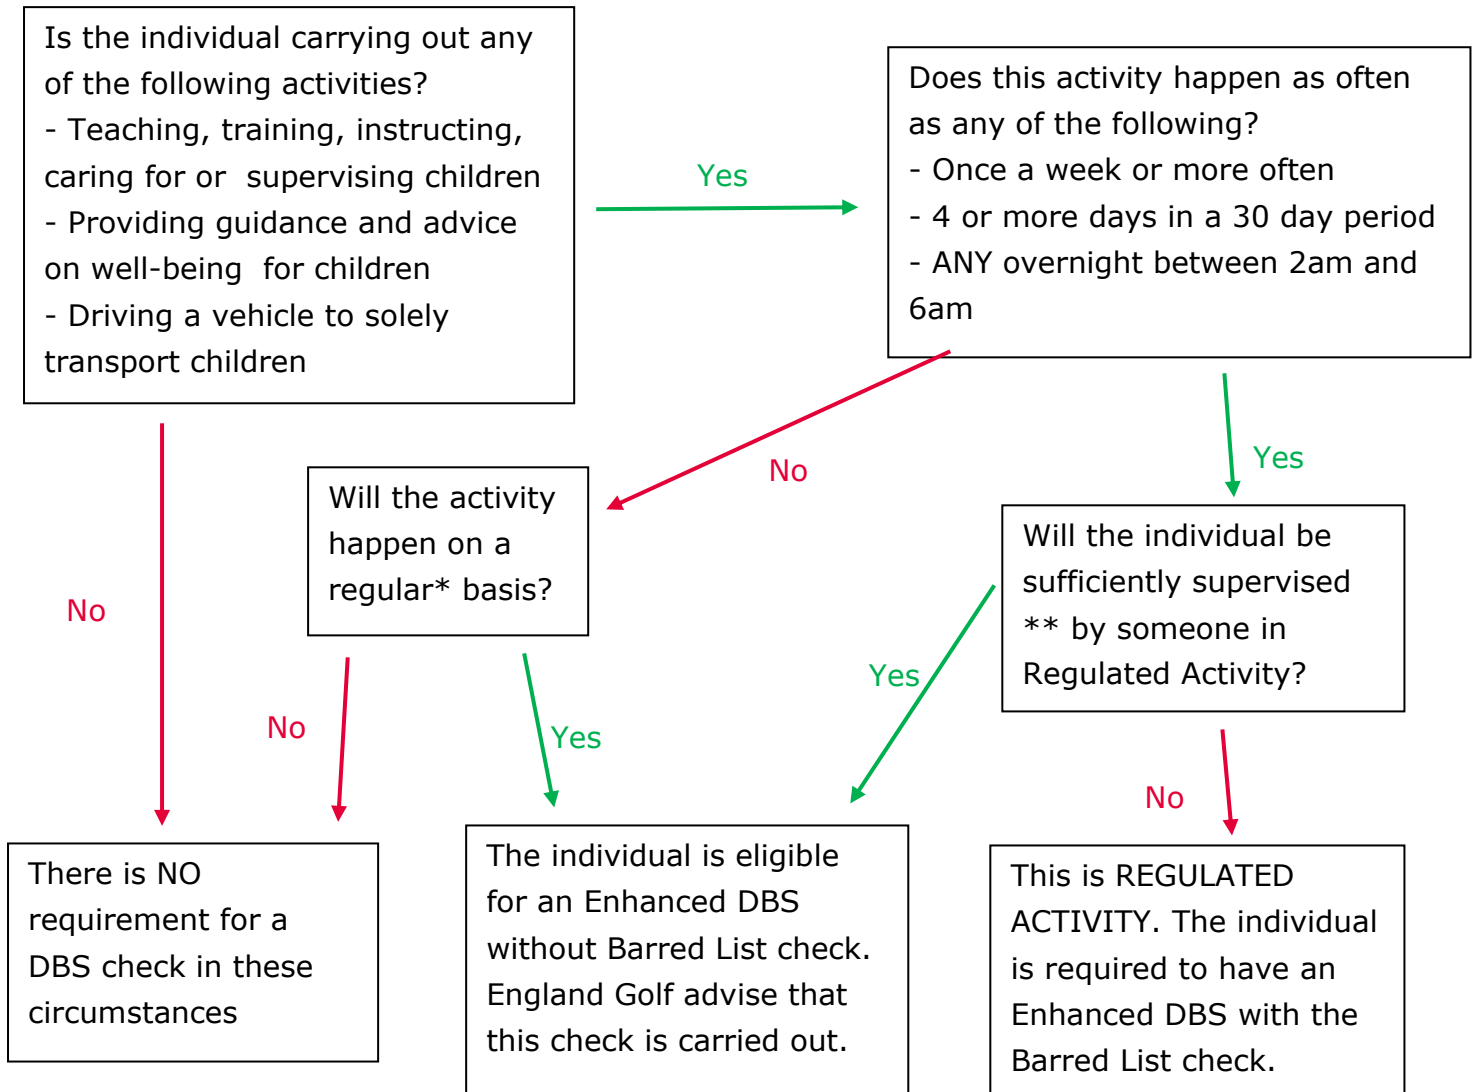 Is the individual carrying out any
of the following activities?
- Teaching, training, instructing,
caring for or supervising children
- Providing guidance and advice
on well-being for children
- Driving a vehicle to solely
transport children
Yes
Does this activity happen as often
as any of the following?
- Once a week or more often
- 4 or more days in a 30 day period
- ANY overnight between 2am and
6am
No
Yes
No
Will the activity
happen on a
regular* basis?
Will the individual be
sufficiently supervised
** by someone in
Regulated Activity?
No
Yes
Yes
No
There is NO
requirement for a
DBS check in these
circumstances
The individual is eligible
for an Enhanced DBS
without Barred List check.
England Golf advise that
this check is carried out.
This is REGULATED
ACTIVITY. The individual
is required to have an
Enhanced DBS with the
Barred List check.